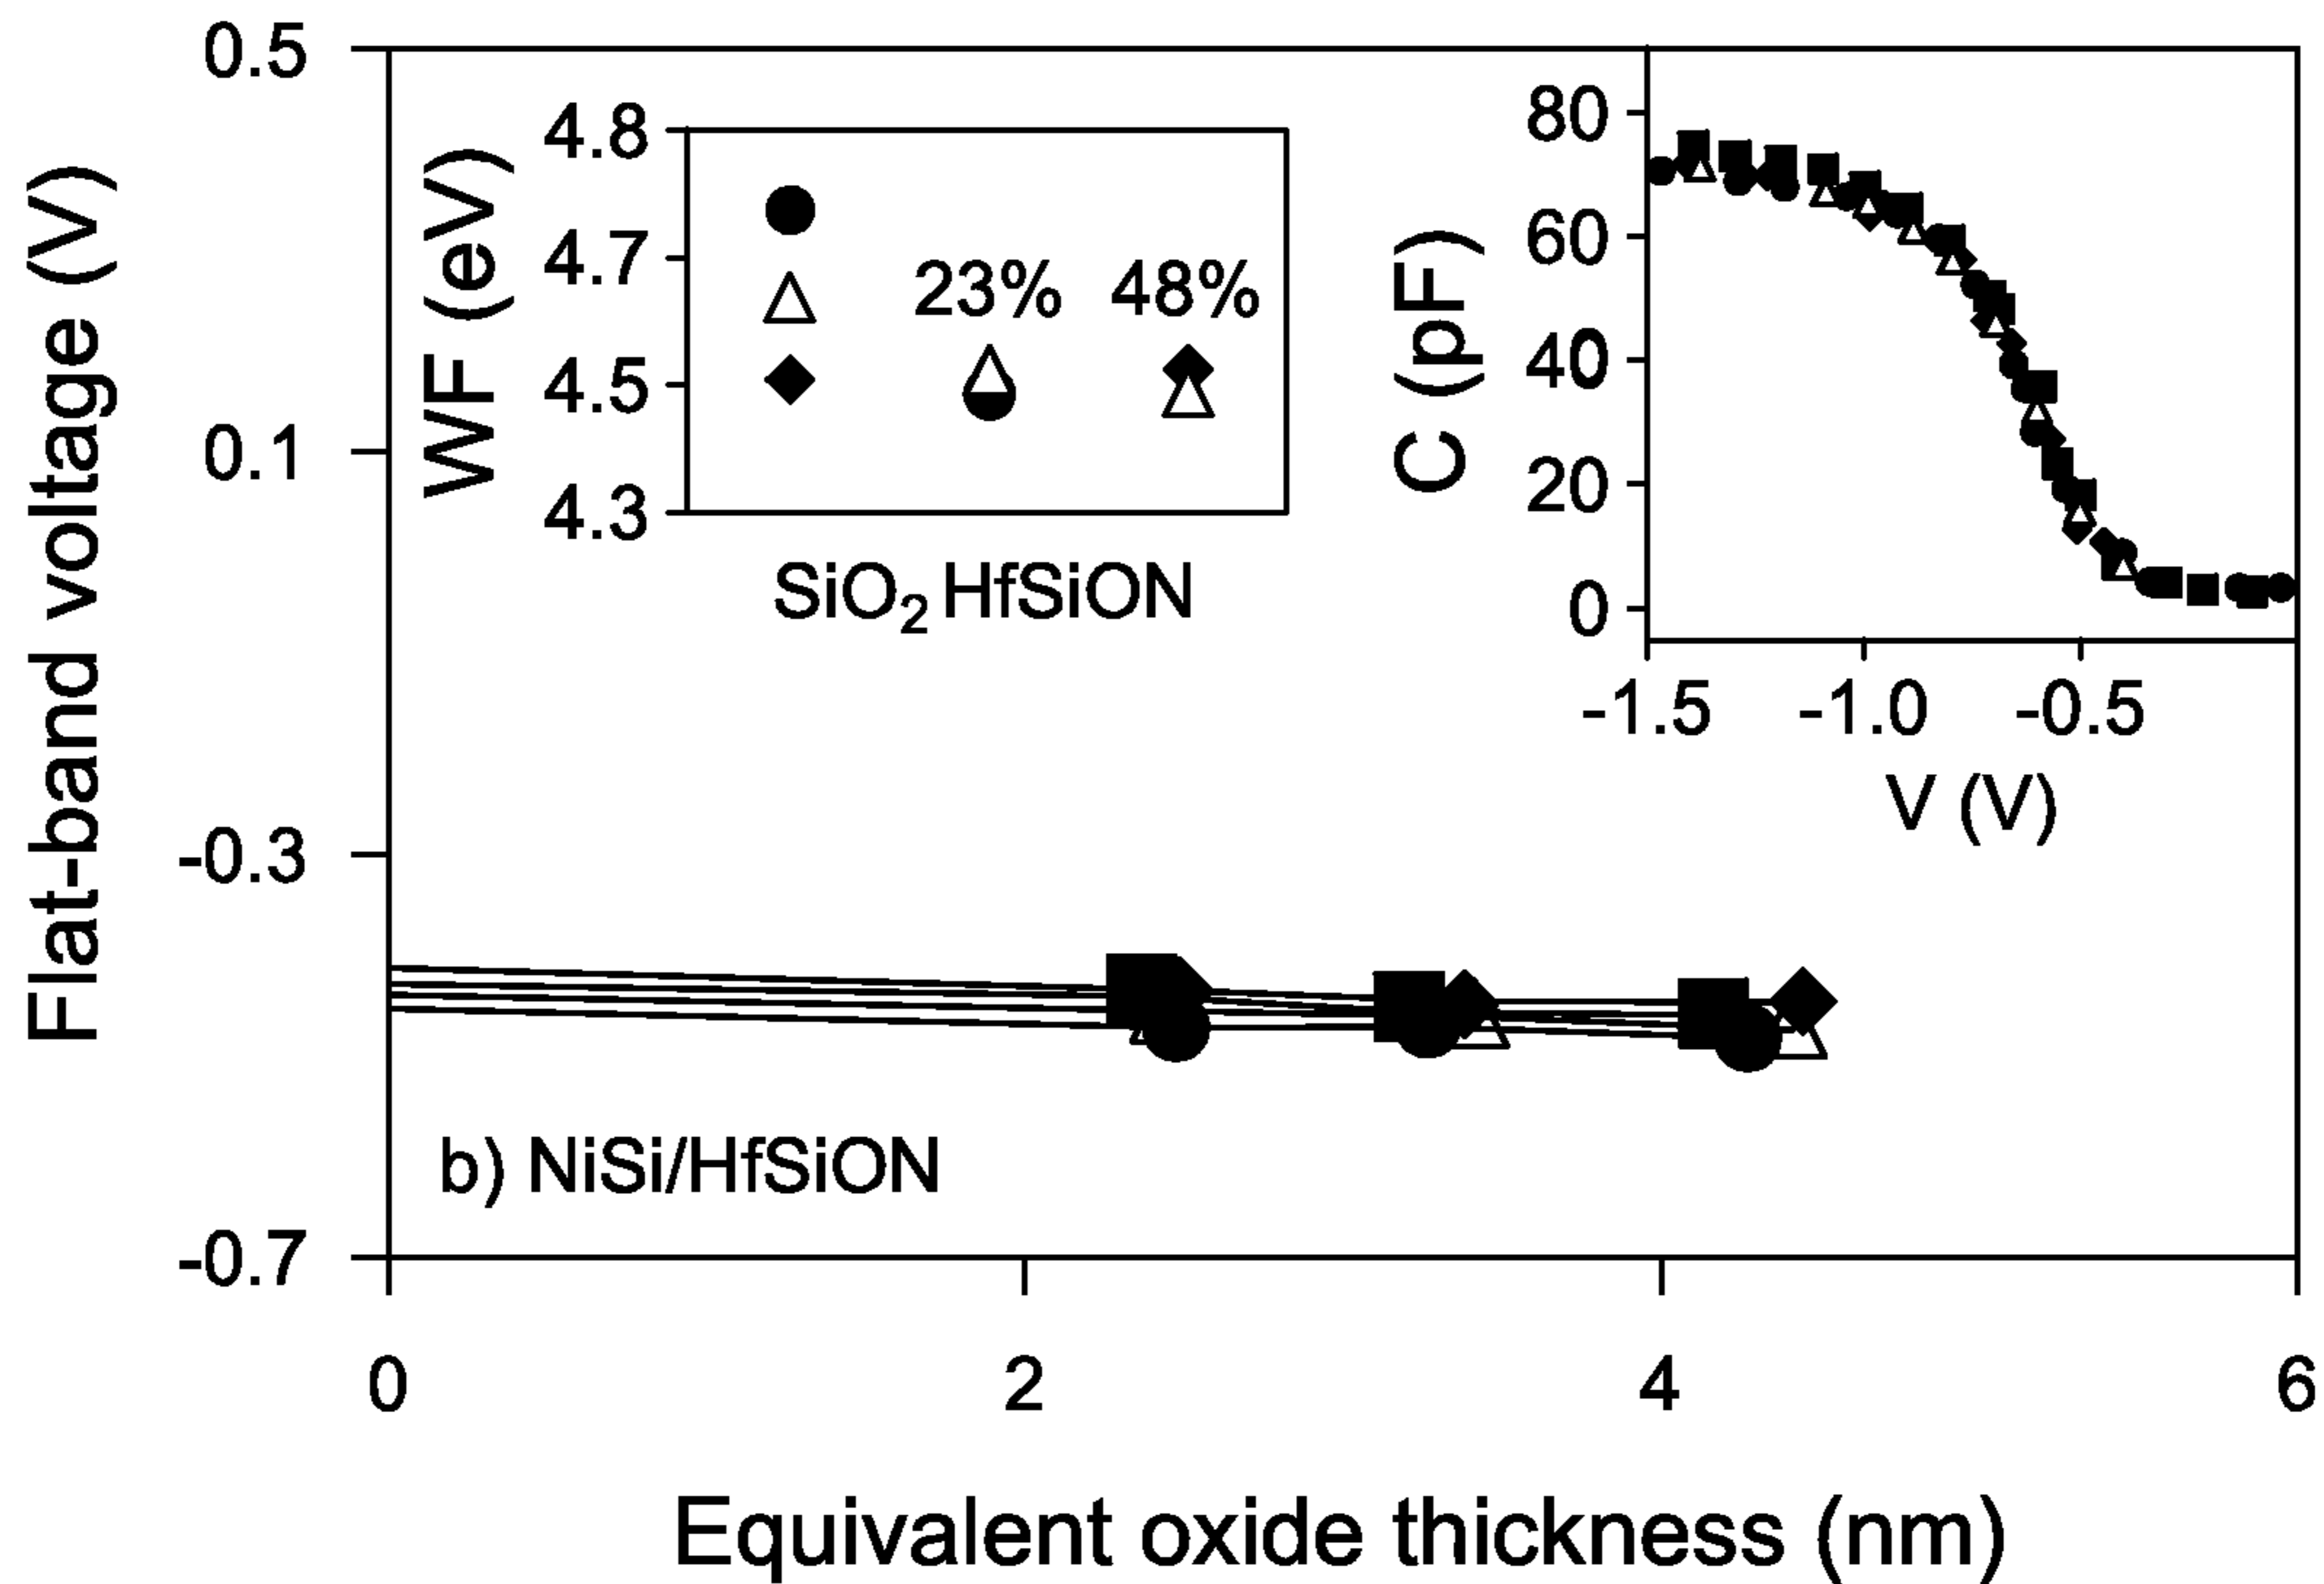 Flat-band voltage (V)
0.5
0.1
-0.3
-0.7
WF (eV)
4.8
4.7
4.5
4.3
23% 48%
SiO₂ HfSiON
C (pF)
80
60
40
20
0
-1.5 -1.0 -0.5
V (V)
b) NiSi/HfSiON
0 2 4 6
Equivalent oxide thickness (nm)